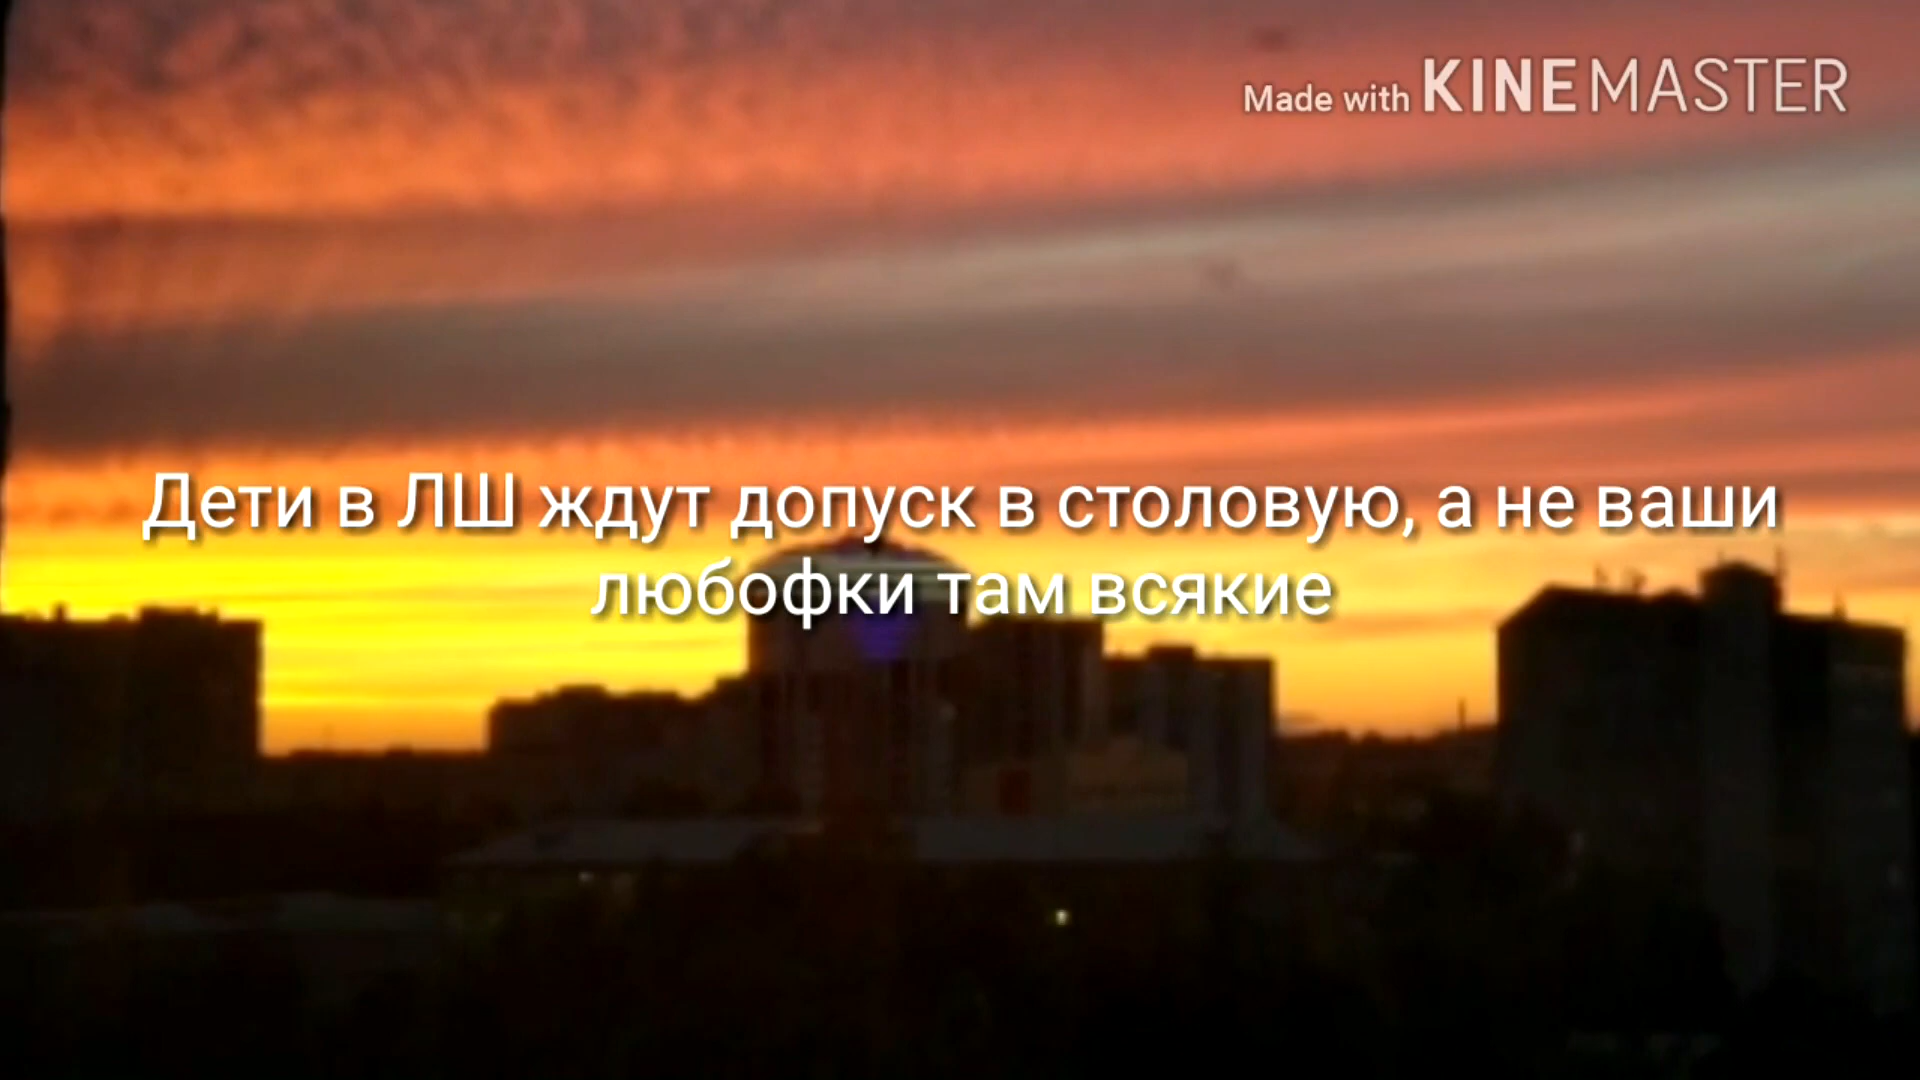 Made with KINEMASTER
Дети в ЛШ ждут допуск в столовую, а не ваши
любофки там всякие